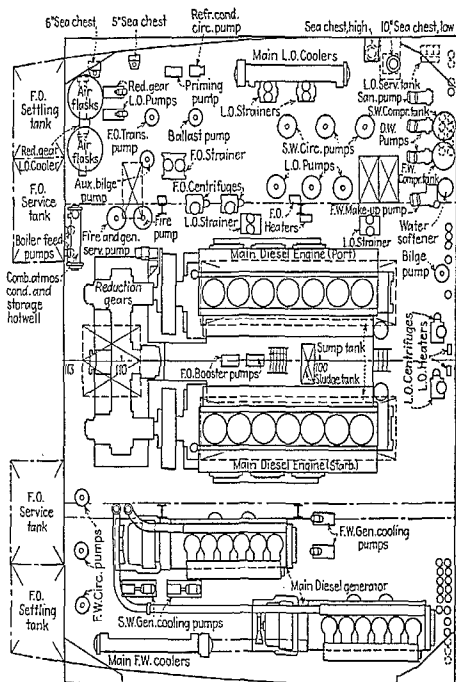 6" Sea chest
5" Sea chest
Refr. cond.
circ. pump
Sea chest, high
10" Sea chest, low
Priming
pump
Main L.O. Coolers
L.O. Serv. tank
San. pump
S.W. Compr. tank
D.W.
Pumps
F.W.
Compr. tank
F.O.
Settling
tank
Air
flasks
Red. gear
L.O. Pumps
L.O. Strainers
F.O. Trans.
pump
Ballast pump
S.W. Circ. pumps
Red. gear
L.O. Cooler
Air
flasks
F.O. Strainer
L.O. Pumps
F.O.
Service
tank
Aux. bilge
pump
F.O. Centrifuges
F.W. Make-up pump
Boiler feed
pumps
Fire
pump
L.O. Strainer
F.O.
Heaters
L.O. Strainer
Water
softener
Fire and gen.
serv. pump
Comb. atmos.
cond. and
storage
hotwell
Main Diesel Engine (Port)
Bilge
pump
Reduction
gears
113
110
F.O. Booster pumps
Sump tank
100
Sludge tank
L.O. Centrifuges
L.O. Heaters
Main Diesel Engine (Starb.)
F.O.
Service
tank
F.W. Circ. pumps
F.W. Gen. cooling
pumps
F.O.
Settling
tank
Main Diesel generator
S.W. Gen. cooling pumps
Main F.W. coolers